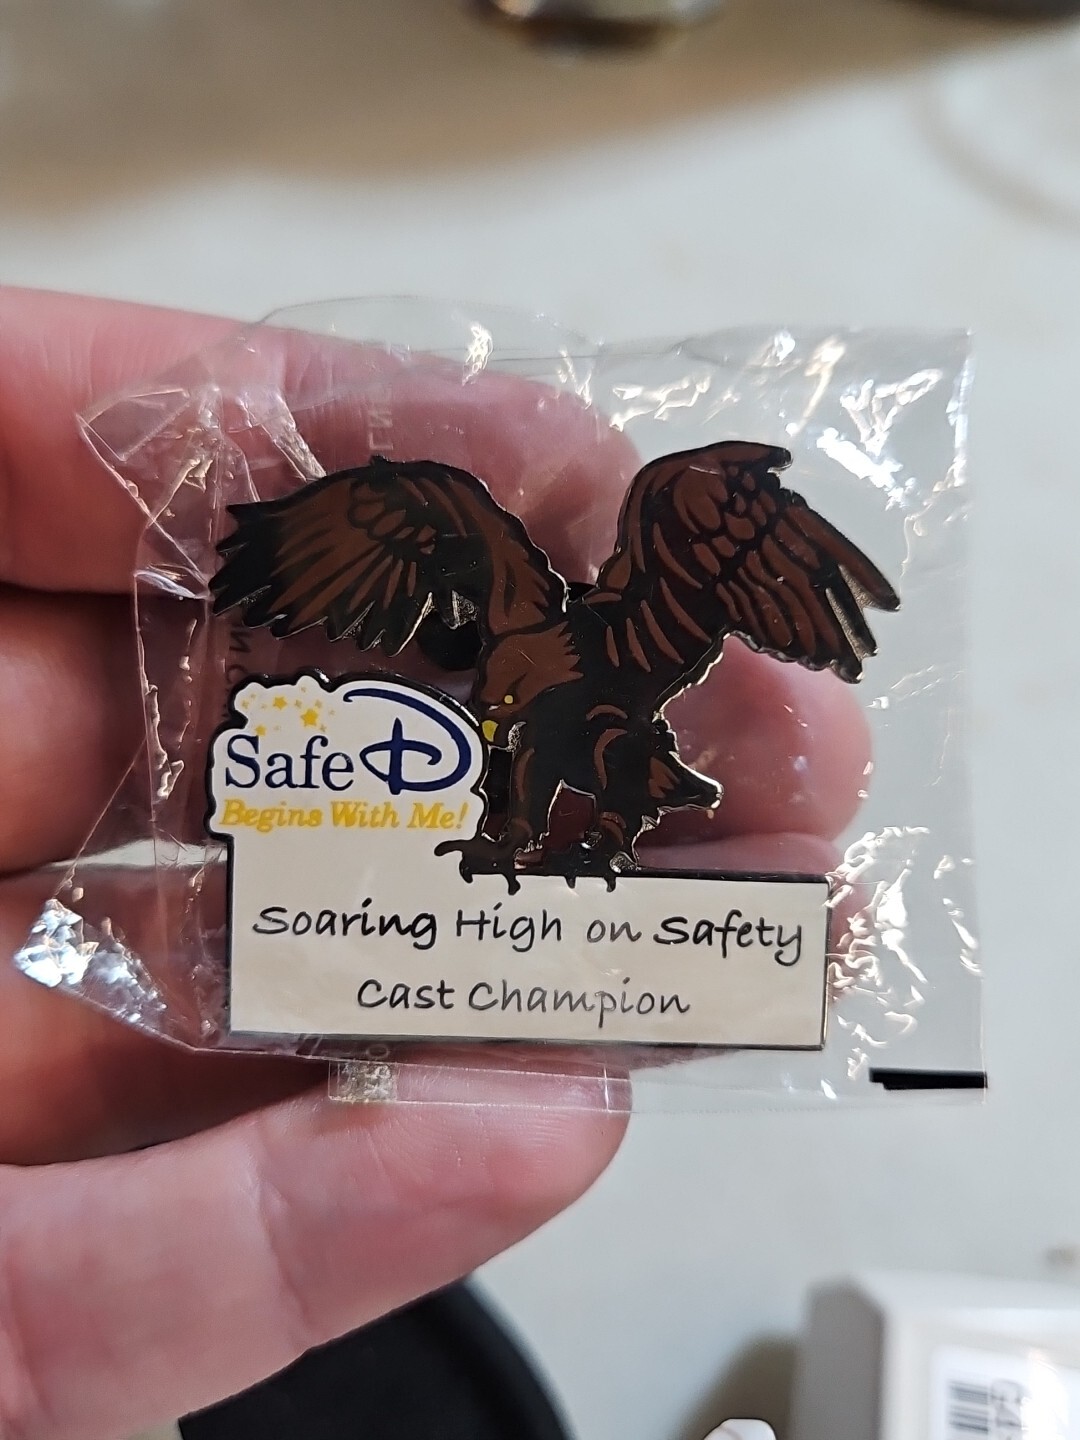 Safe D
Begins With Me!
Soaring High on Safety
Cast Champion